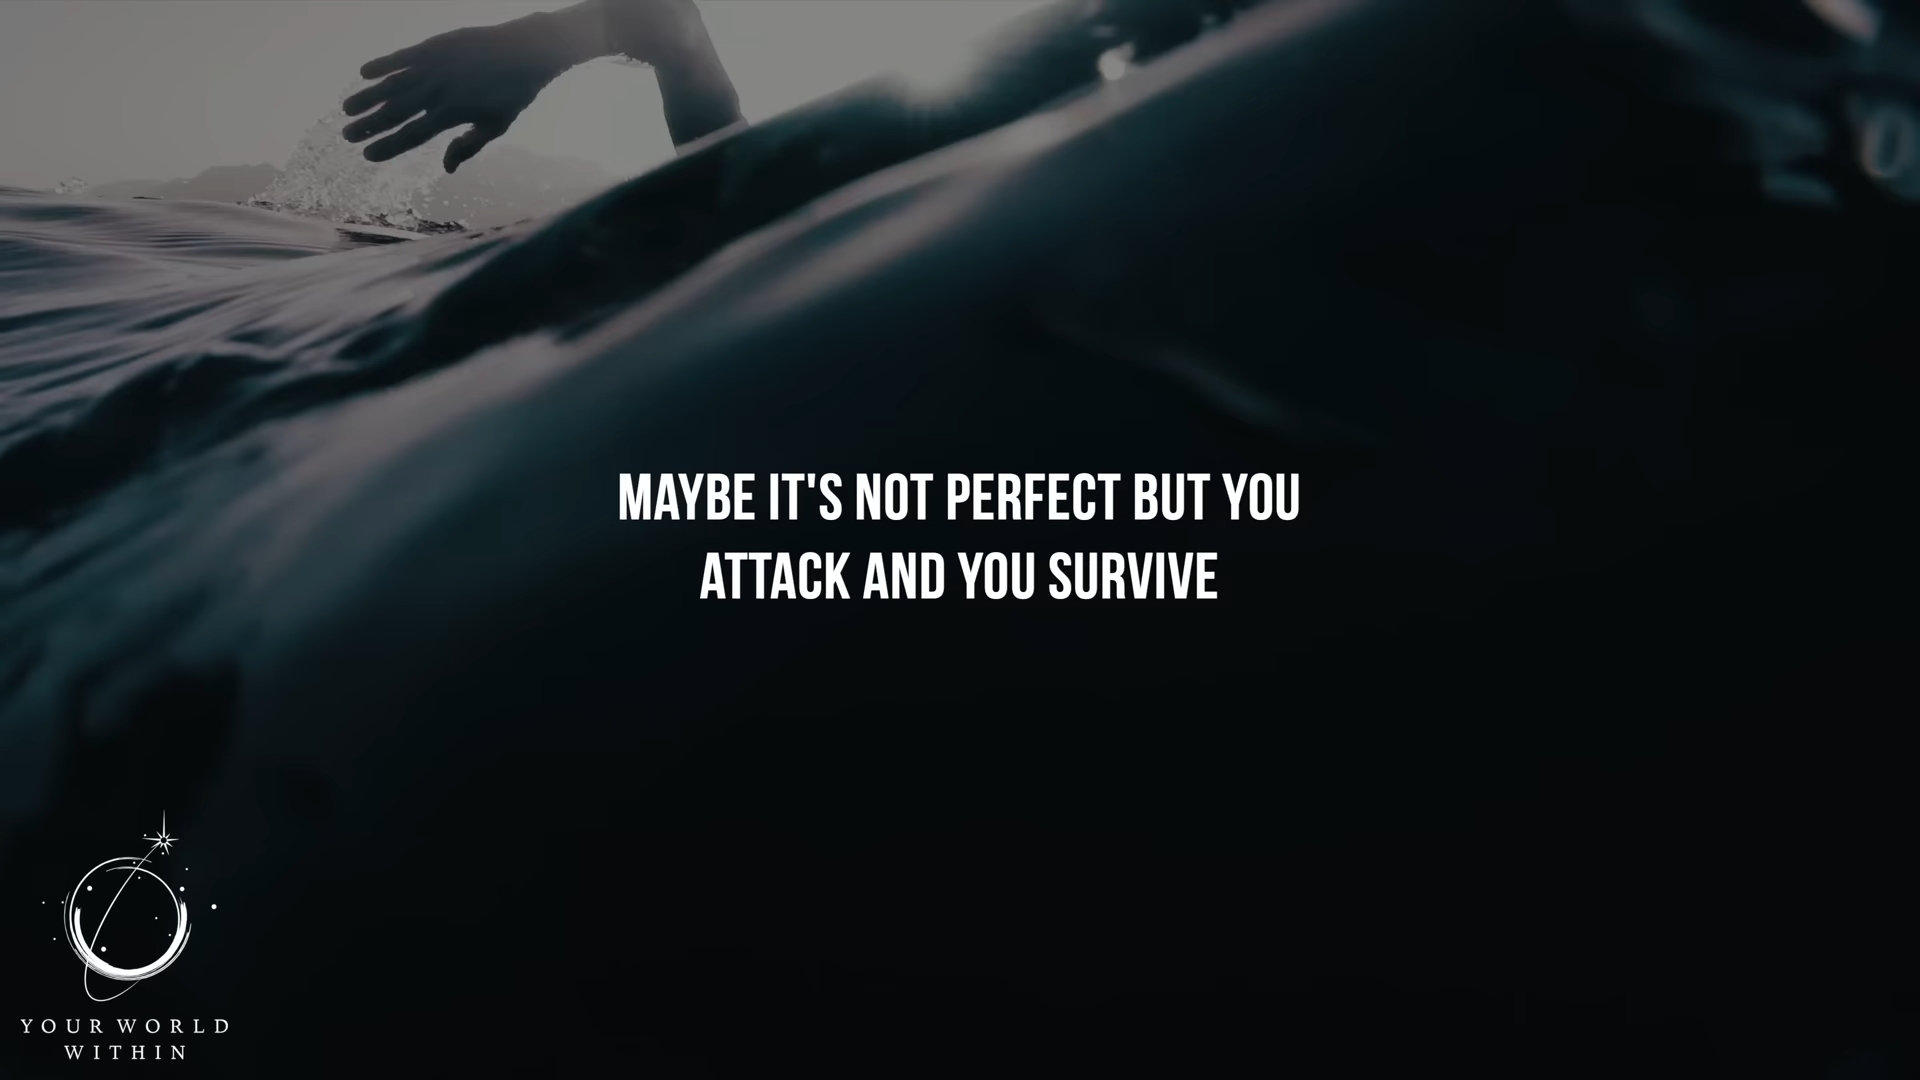 MAYBE IT'S NOT PERFECT BUT YOU
ATTACK AND YOU SURVIVE
YOUR WORLD
WITHIN